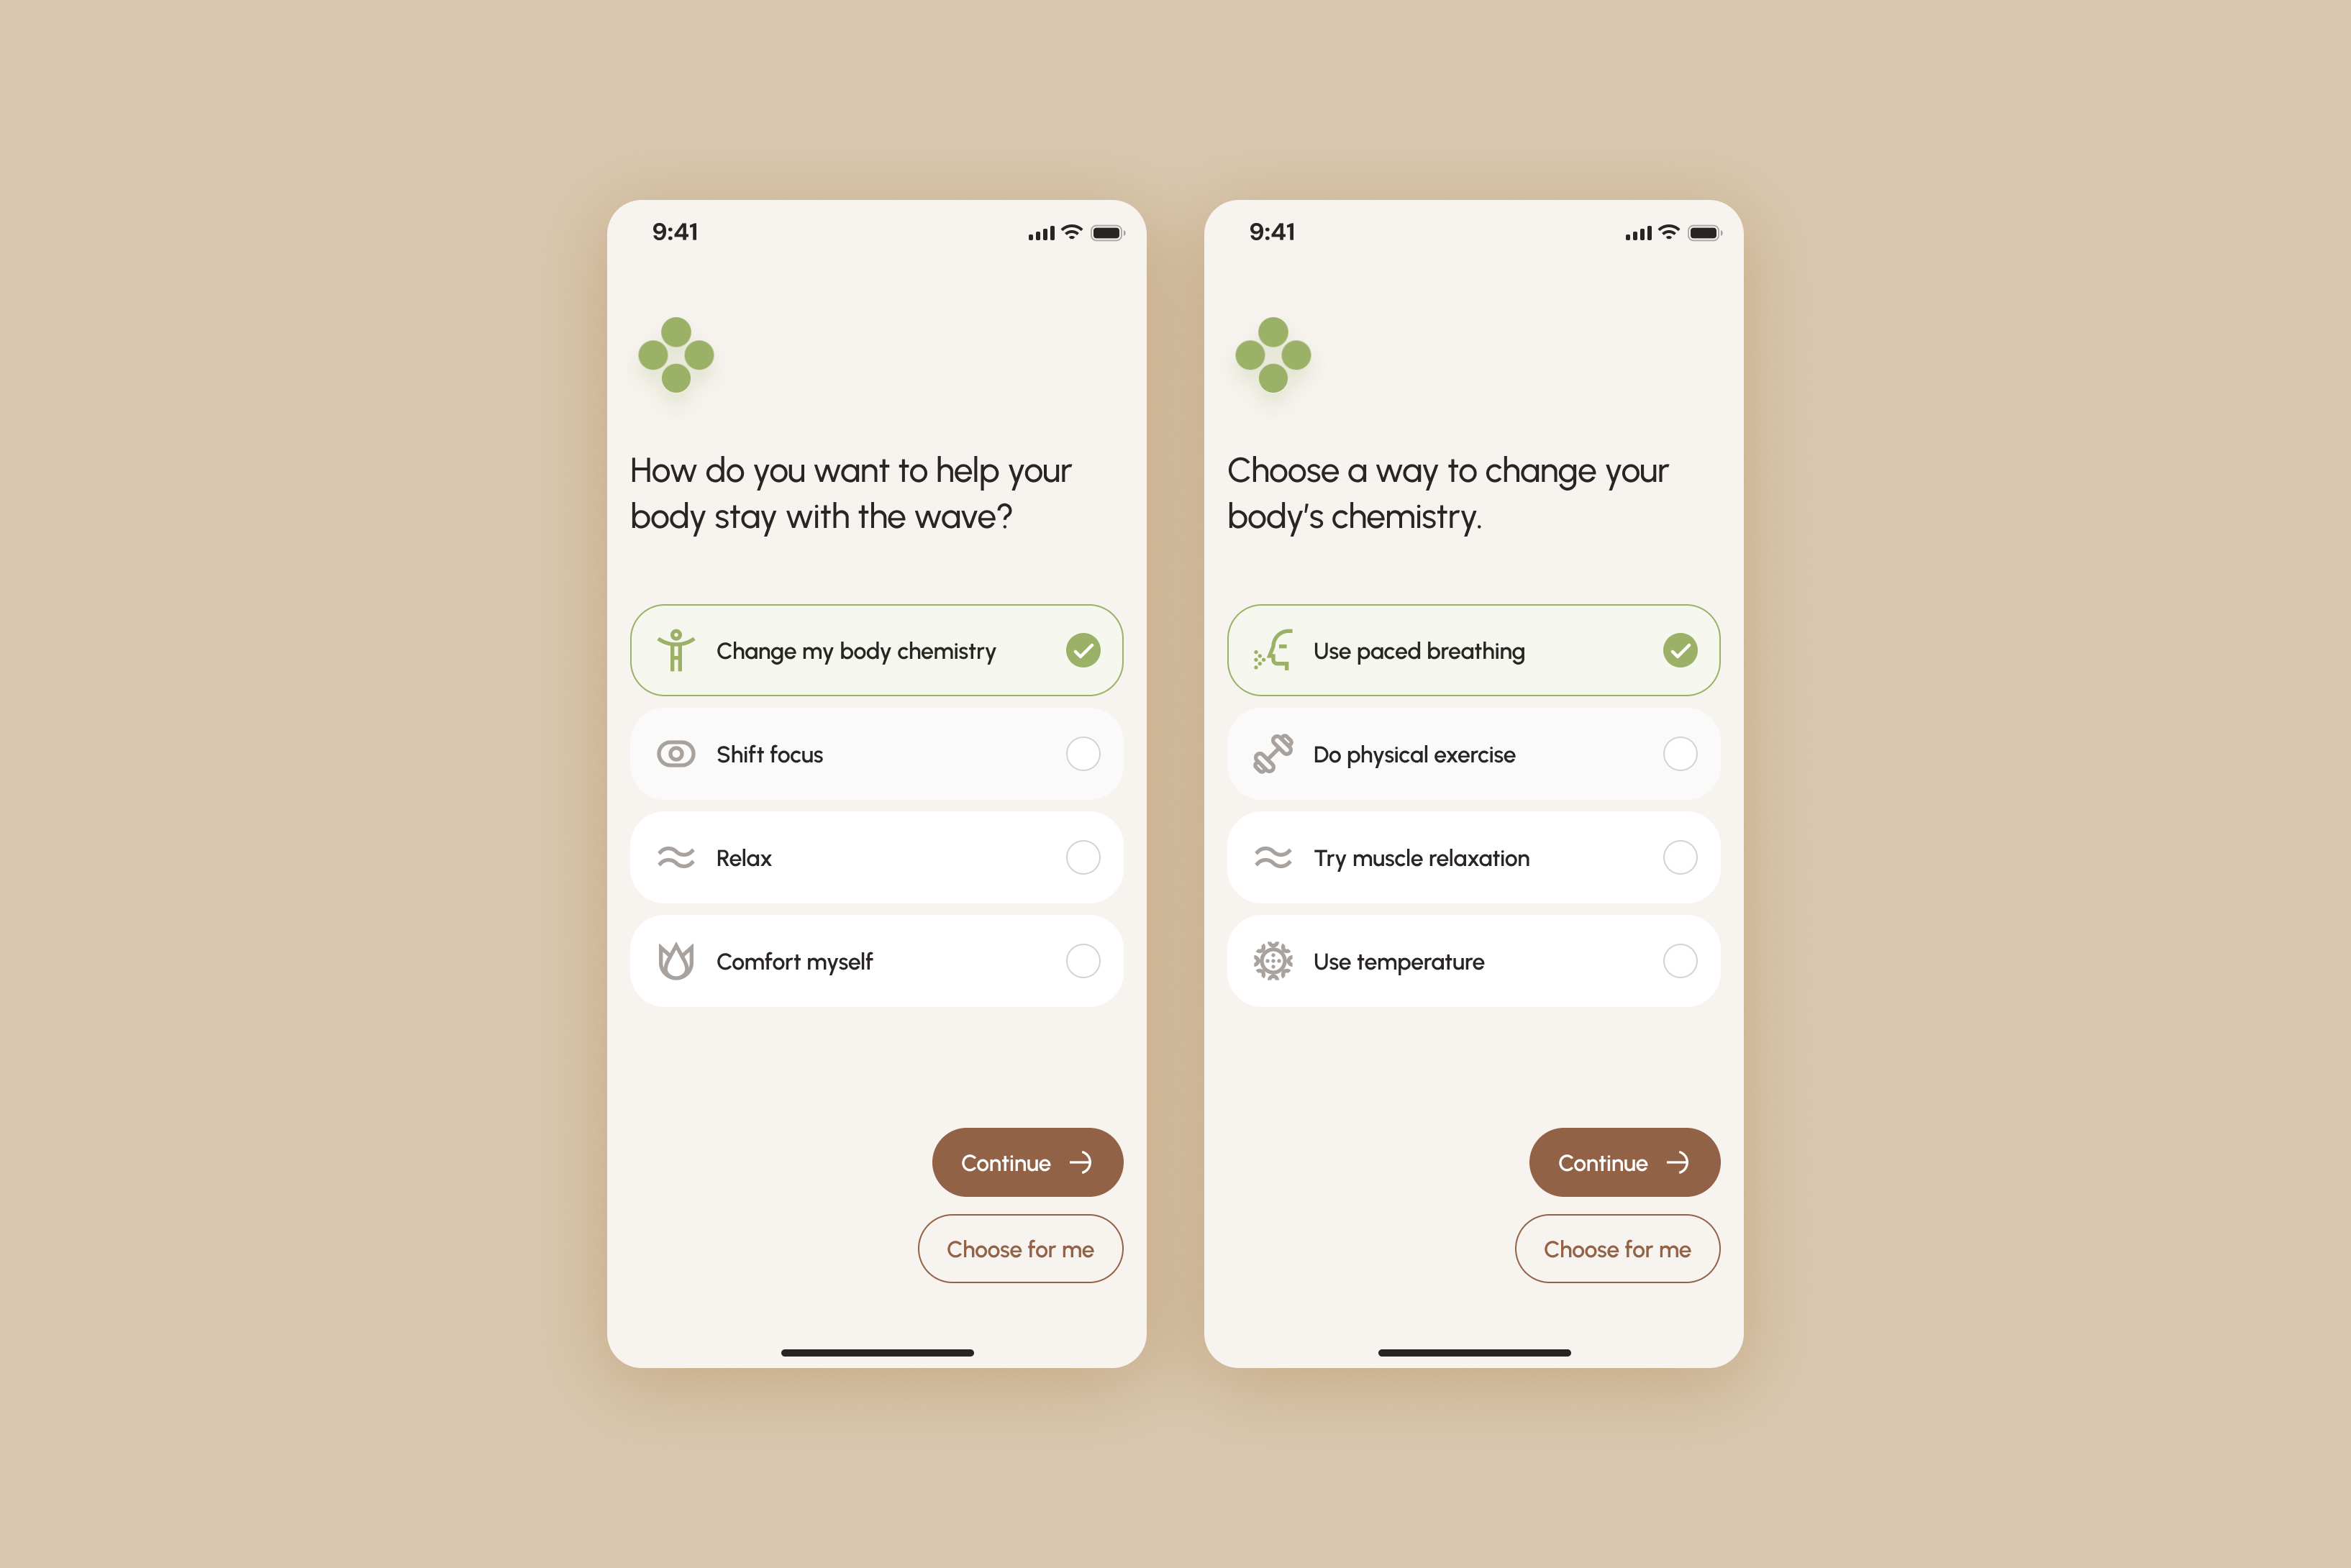 9:41
How do you want to help your
body stay with the wave?
Change my body chemistry
Shift focus
Relax
Comfort myself
Continue
Choose for me
9:41
Choose a way to change your
body’s chemistry.
Use paced breathing
Do physical exercise
Try muscle relaxation
Use temperature
Continue
Choose for me